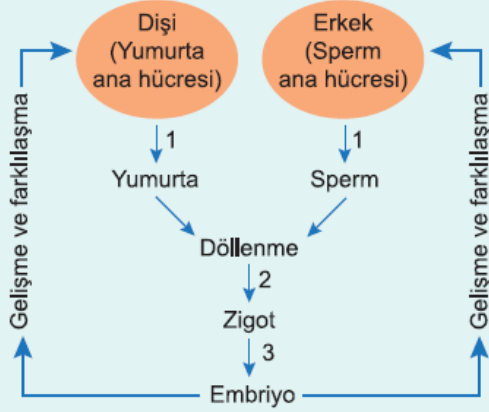 Dişi
(Yumurta
ana hücresi)
Erkek
(Sperm
ana hücresi)
1
1
Yumurta
Sperm
Döllenme
2
Zigot
3
Embriyo
Gelişme ve farklılaşma
Gelişme ve farklılaşma